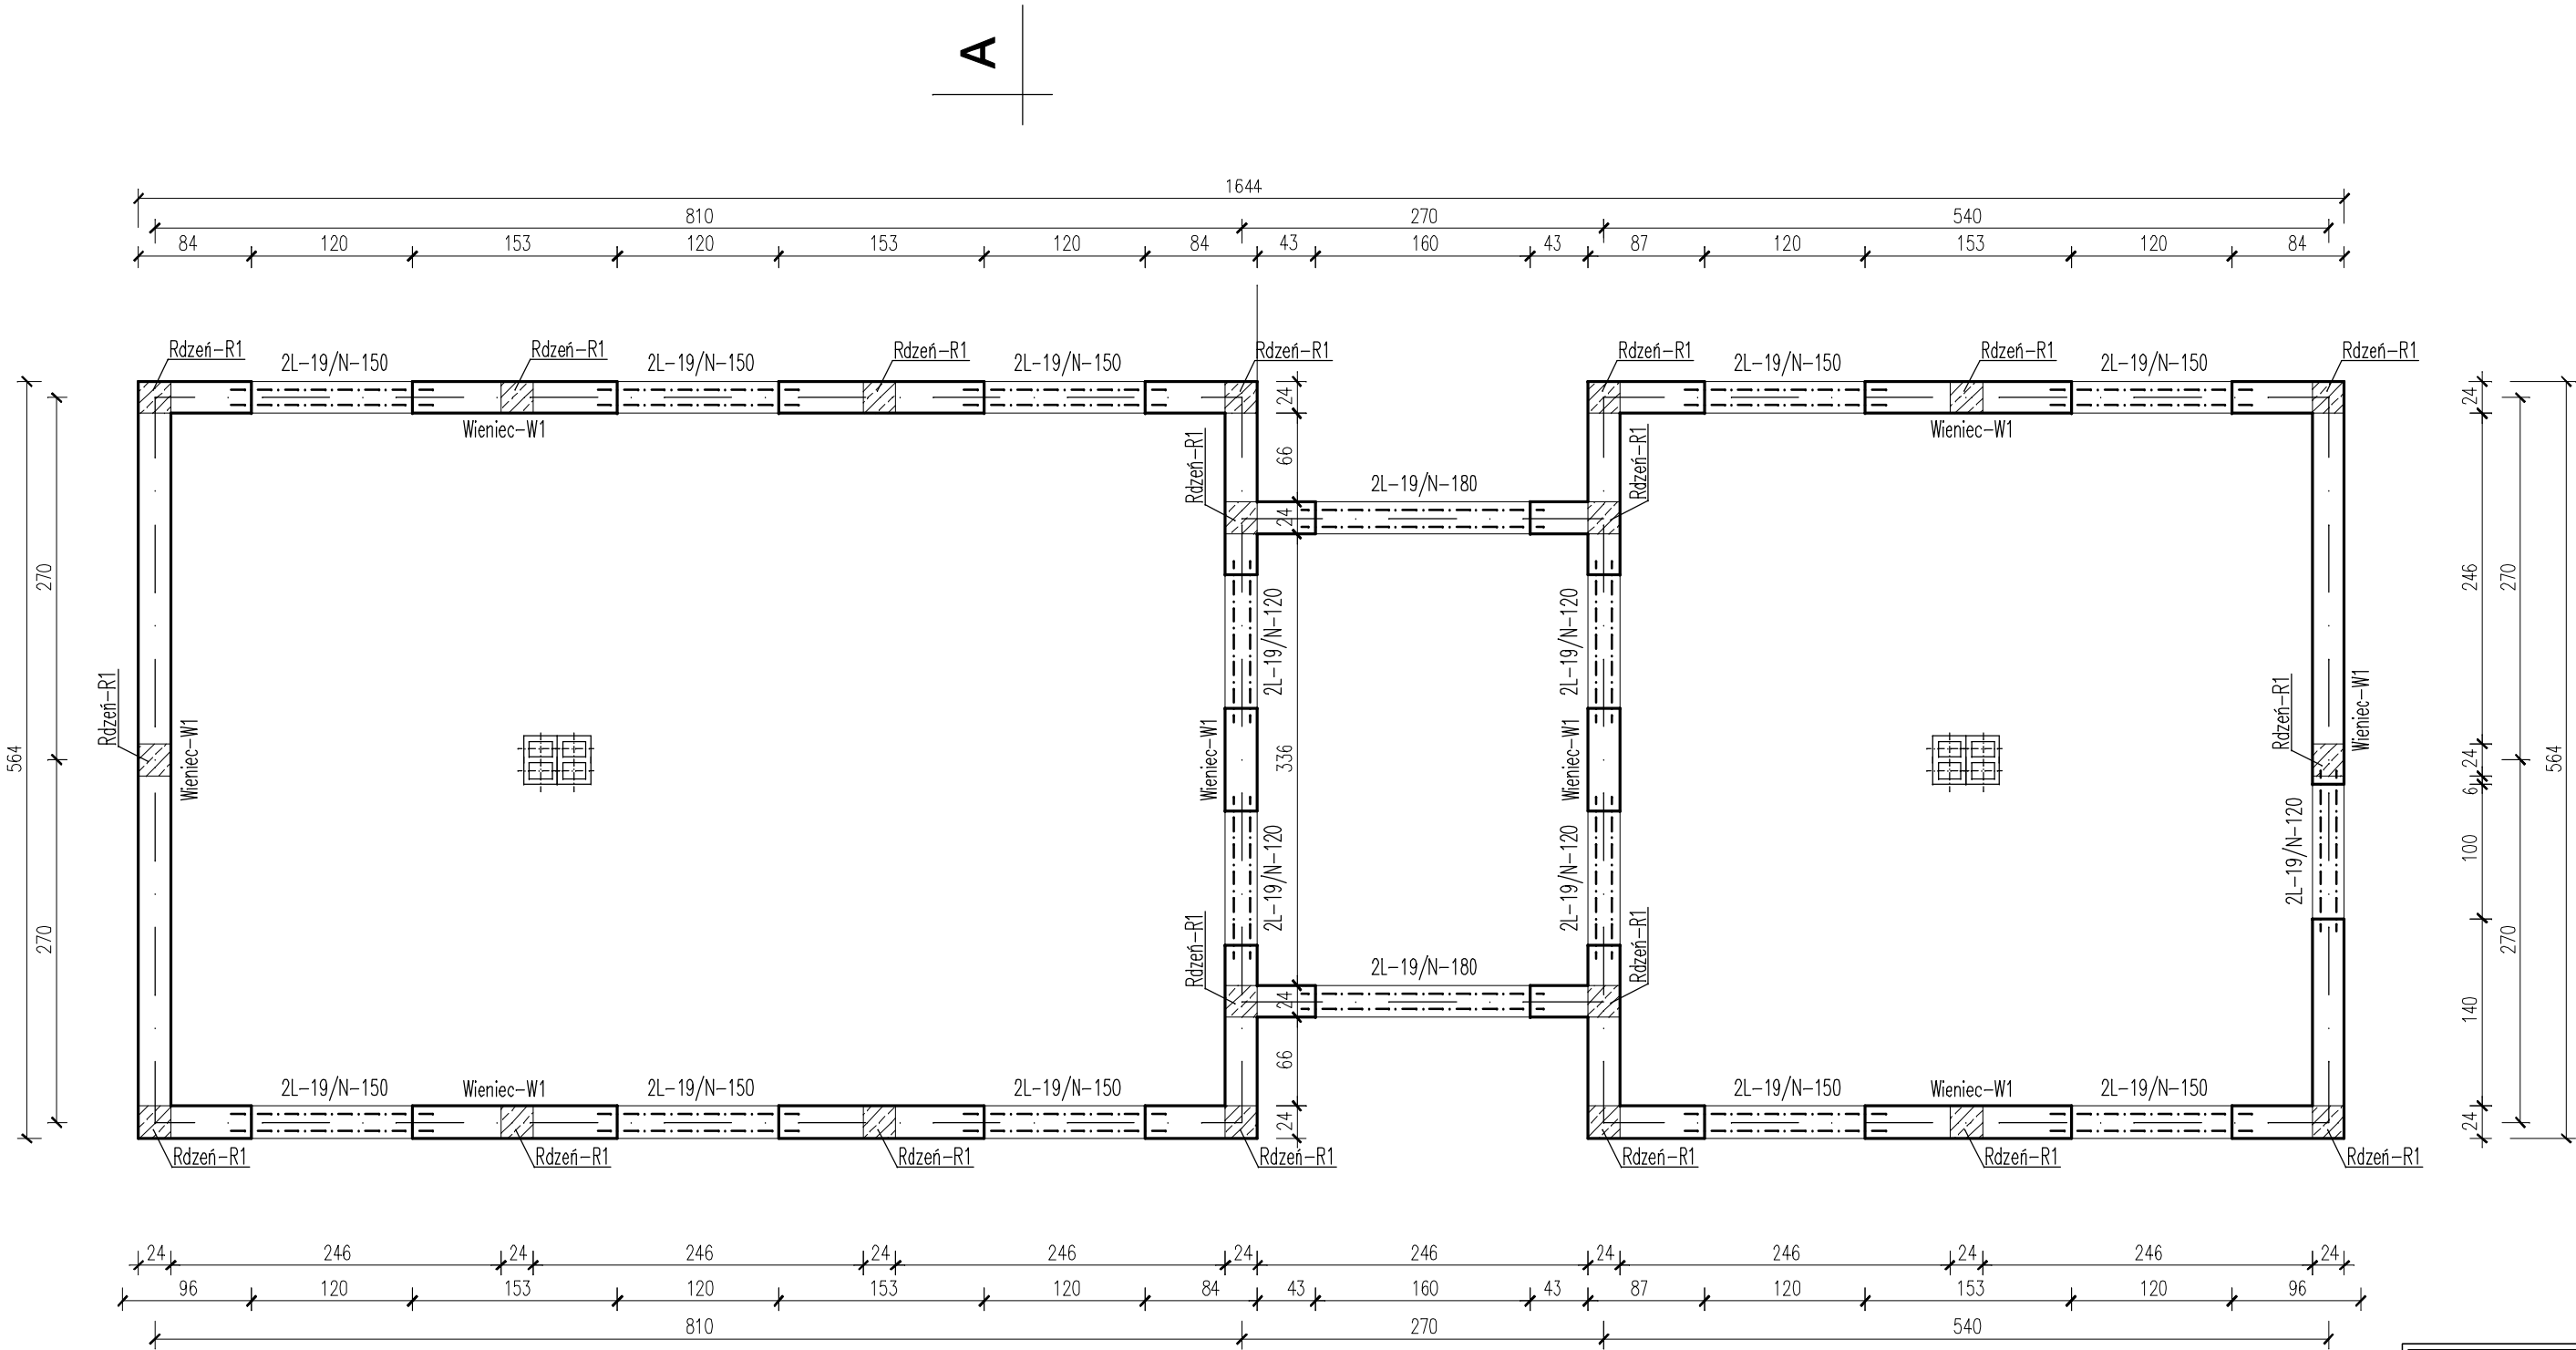 A
1644
810 270 540
84 120 153 120 153 120 84 43 160 43 87 120 153 120 84
Rdzeń-R1 Rdzeń-R1 Rdzeń-R1 Rdzeń-R1 Rdzeń-R1 Rdzeń-R1 Rdzeń-R1
2L-19/N-150 2L-19/N-150 2L-19/N-150 2L-19/N-150 2L-19/N-150
24 24
Wieniec-W1 Wieniec-W1
66
Rdzeń-R1 Rdzeń-R1
2L-19/N-180
24
270 246 270
2L-19/N-120 2L-19/N-120
Rdzeń-R1 Rdzeń-R1
Wieniec-W1 Wieniec-W1 Wieniec-W1 Wieniec-W1
564 336 24 564
6
2L-19/N-120 2L-19/N-120 2L-19/N-120
100
270 270
Rdzeń-R1 Rdzeń-R1
2L-19/N-180
24 140
66
2L-19/N-150 Wieniec-W1 2L-19/N-150 2L-19/N-150 2L-19/N-150 Wieniec-W1 2L-19/N-150
24 24
Rdzeń-R1 Rdzeń-R1 Rdzeń-R1 Rdzeń-R1 Rdzeń-R1 Rdzeń-R1 Rdzeń-R1
24 246 24 246 24 246 24 246 24 246 24 246 24
96 120 153 120 153 120 84 43 160 43 87 120 153 120 96
810 270 540